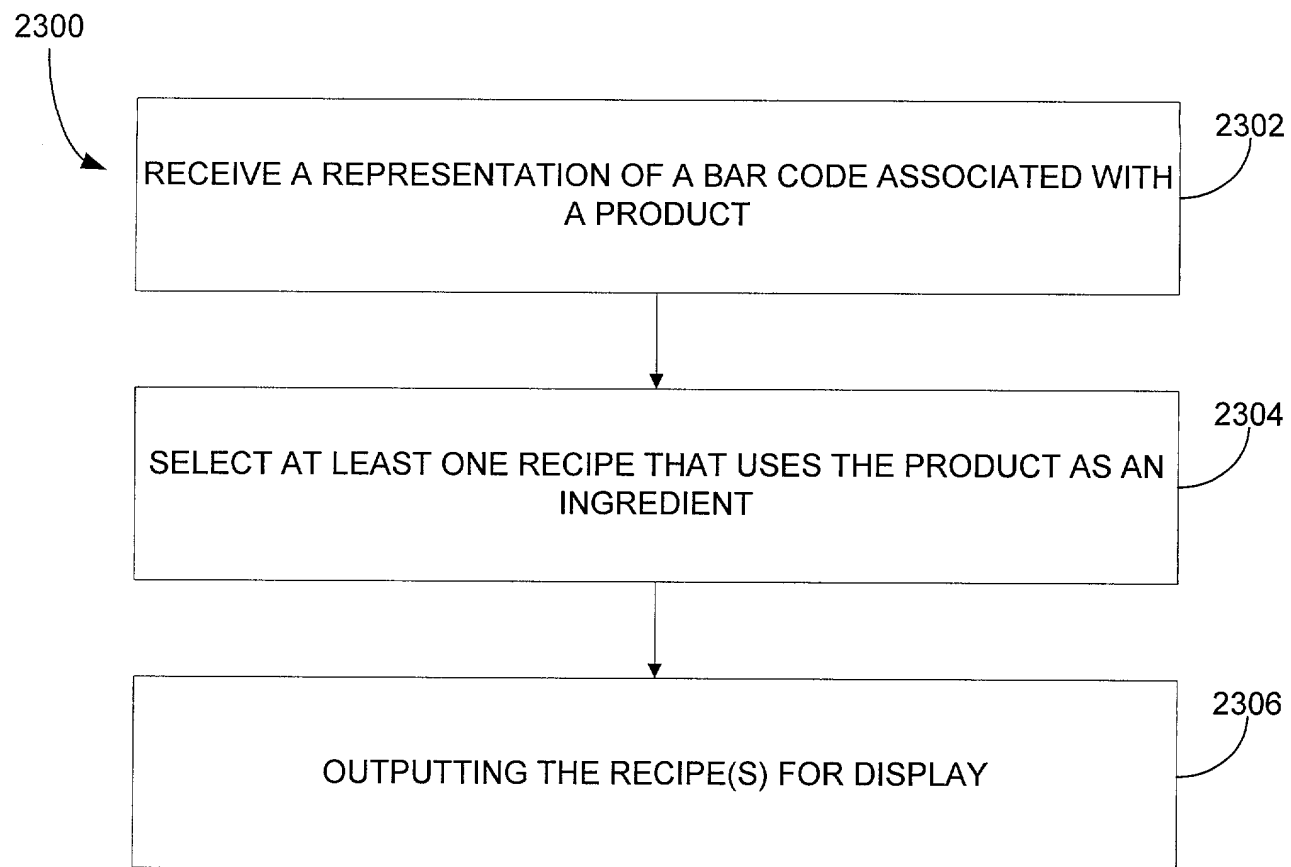 2300
2302
RECEIVE A REPRESENTATION OF A BAR CODE ASSOCIATED WITH
A PRODUCT
2304
SELECT AT LEAST ONE RECIPE THAT USES THE PRODUCT AS AN
INGREDIENT
2306
OUTPUTTING THE RECIPE(S) FOR DISPLAY